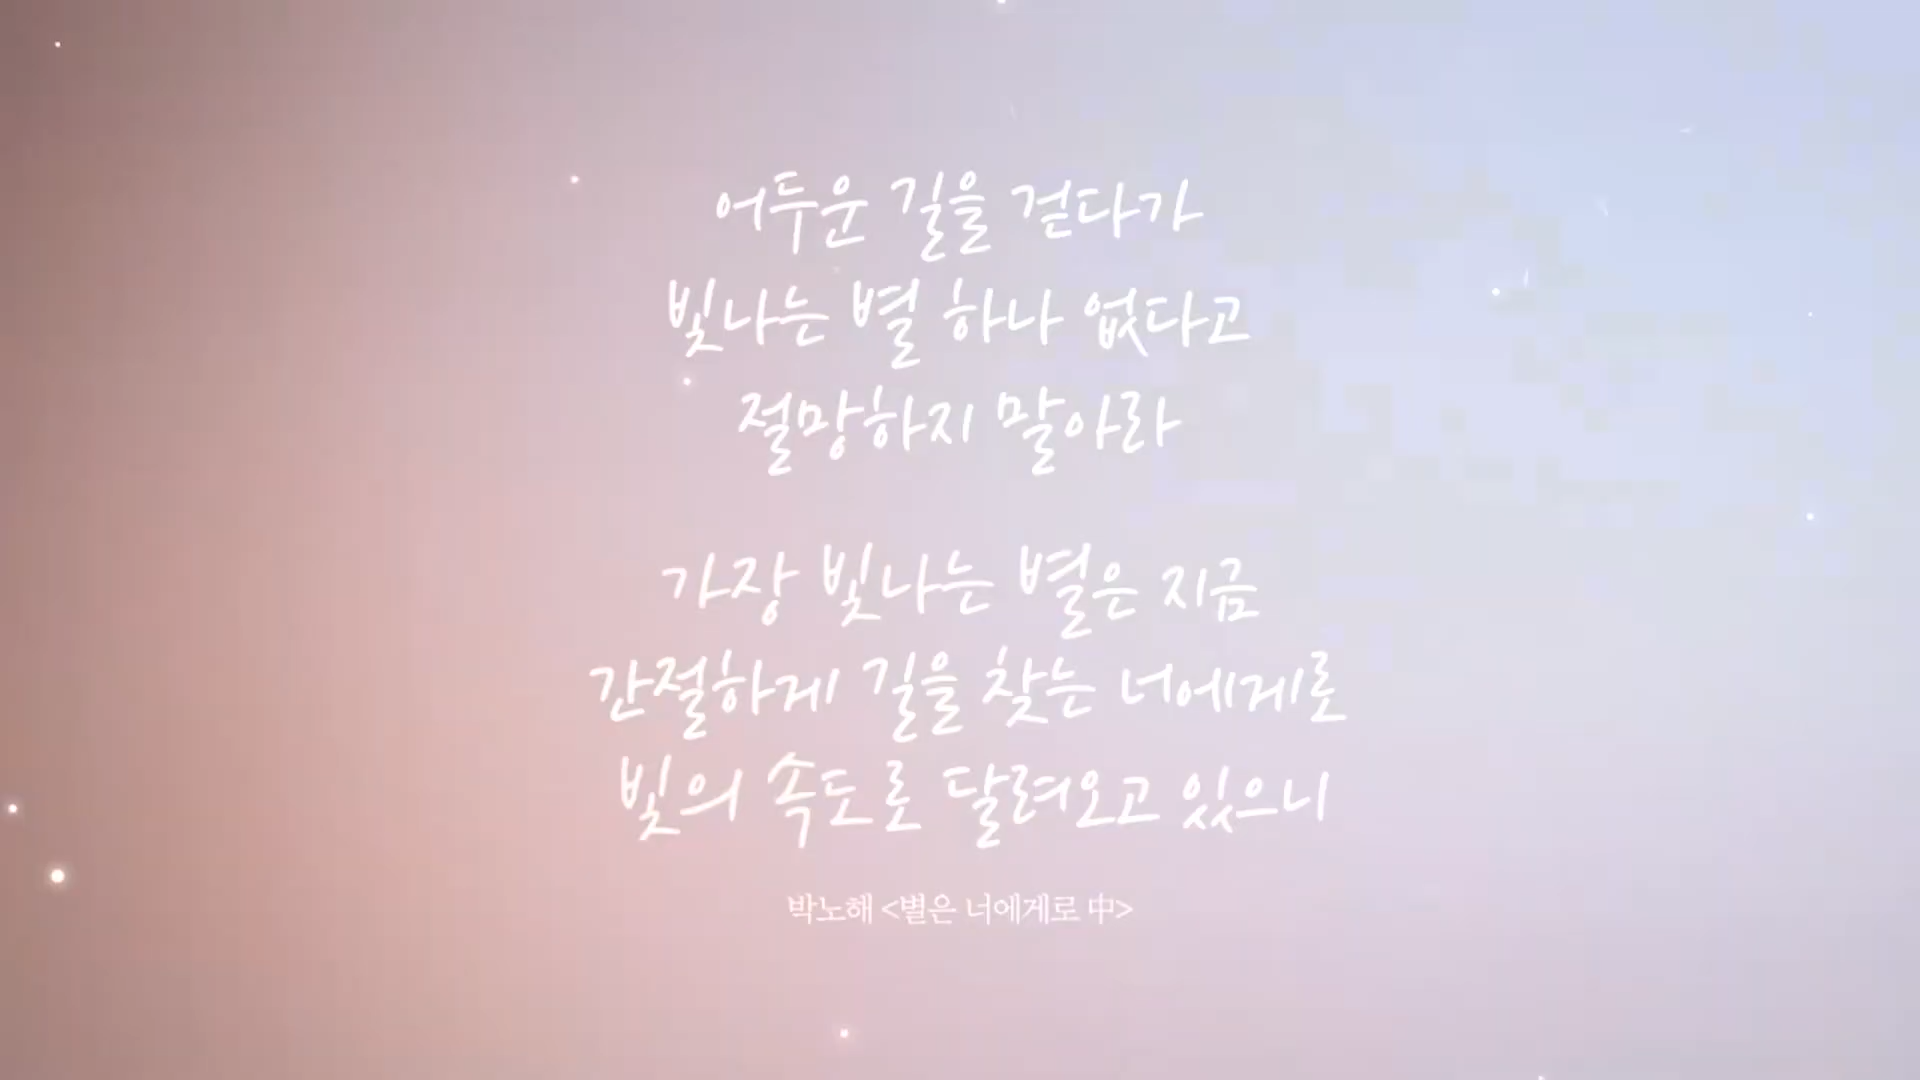 어두운 길을 걷다가
빛나는 별 하나 없다고
절망하지 말아라
가장 빛나는 별은 지금
간절하게 길을 찾는 너에게로
빛의 속도로 달려오고 있으니
박노해 <별은 너에게로 中>